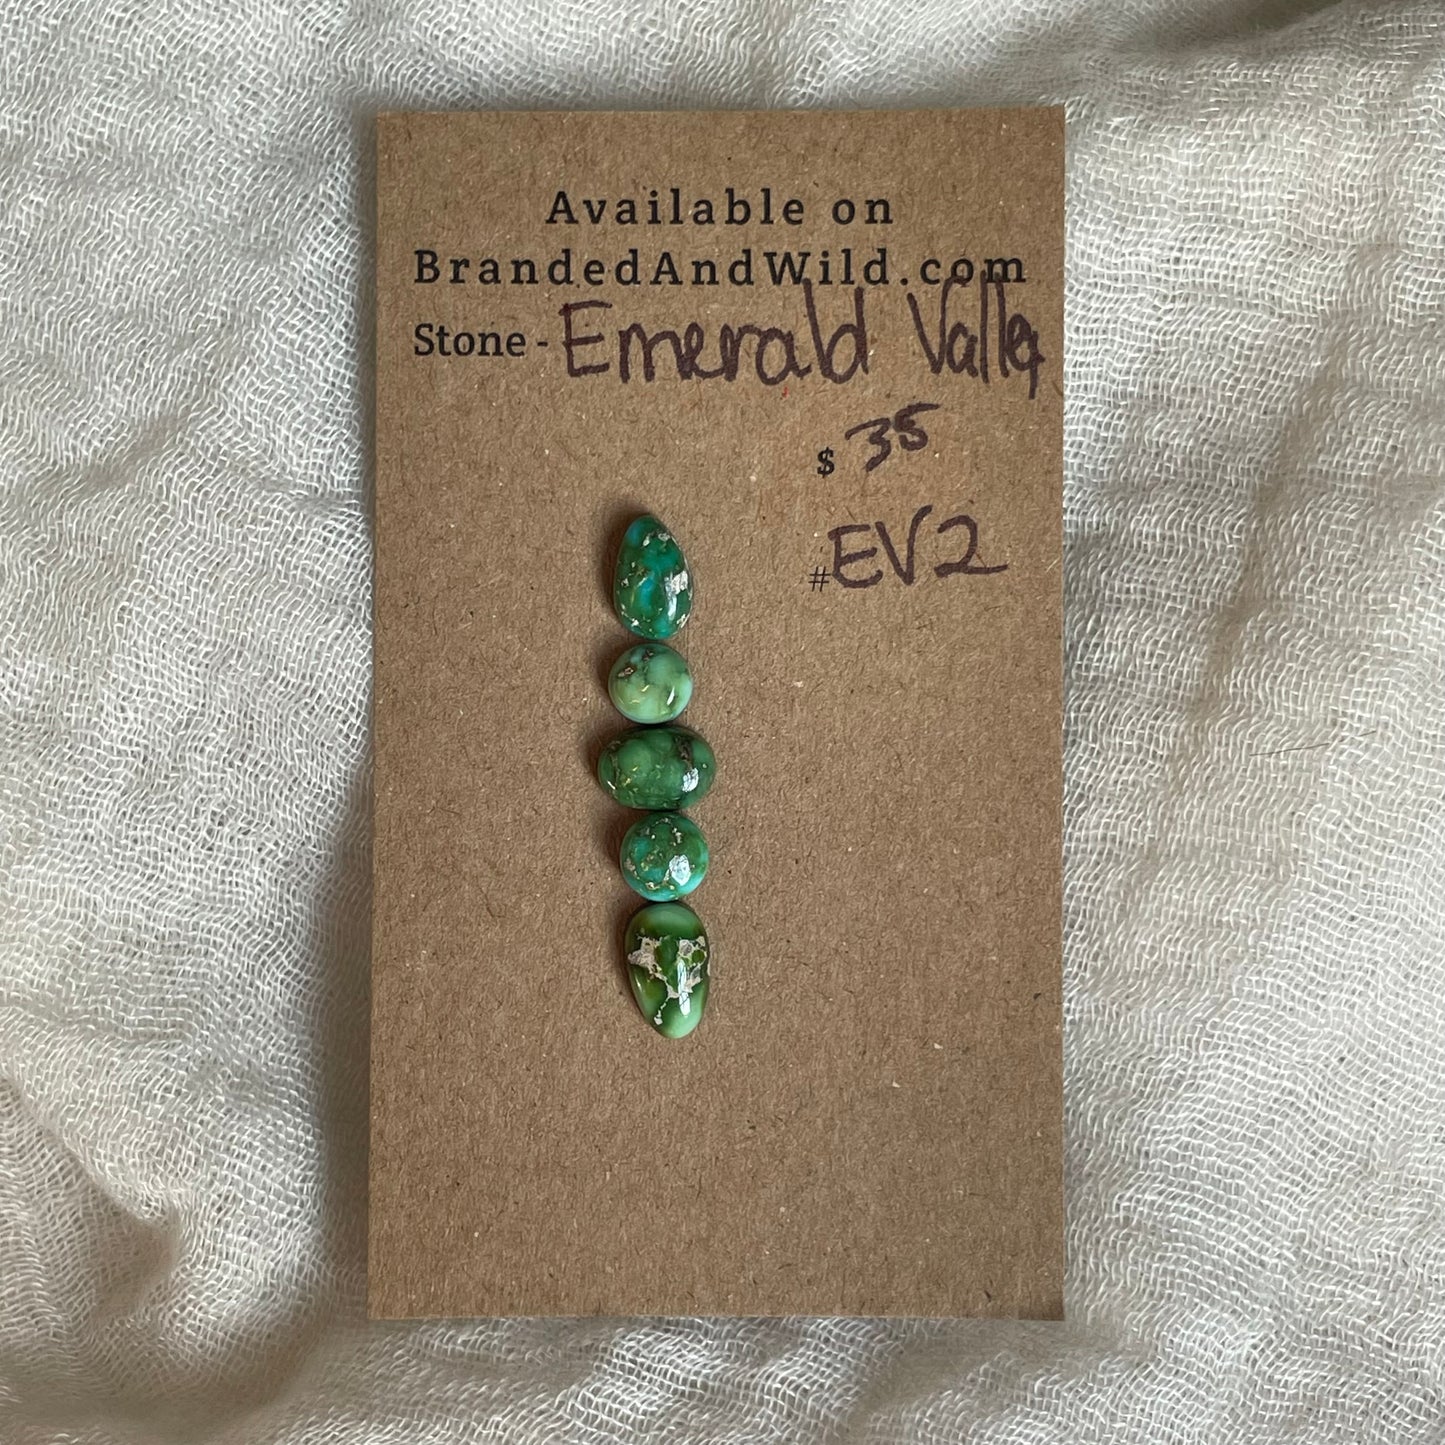 Available on
BrandedAndWild.com
Stone - Emerald Valley
$ 35
#EV2